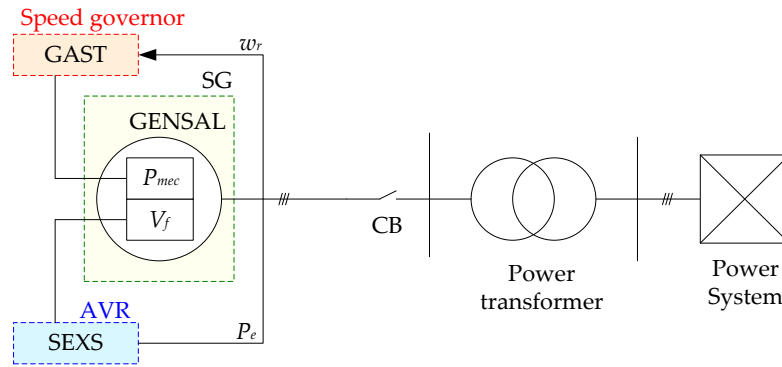 Speed governor
GAST
w_r
SG
GENSAL
P_mec
V_f
CB
Power
transformer
Power
System
AVR
SEXS
P_e